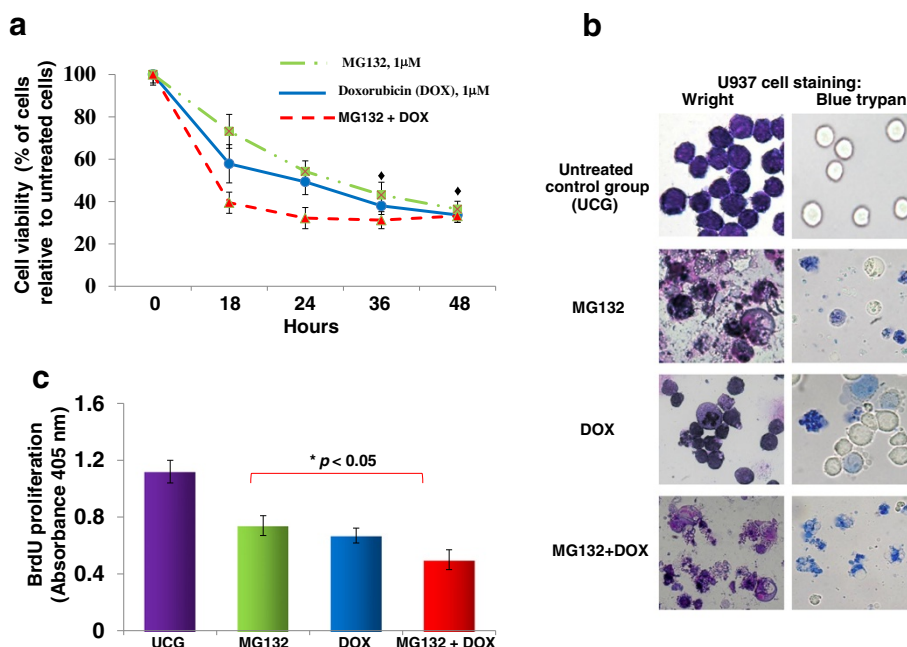 a
Cell viability (% of cells
relative to untreated cells)
100
80
60
40
20
0
0 18 24 36 48
Hours
MG132, 1µM
Doxorubicin (DOX), 1µM
MG132 + DOX
b
U937 cell staining:
Wright Blue trypan
Untreated
control group
(UCG)
MG132
DOX
MG132+DOX
c
BrdU proliferation
(Absorbance 405 nm)
1.6
1.2
0.8
0.4
0
* p < 0.05
UCG MG132 DOX MG132 + DOX